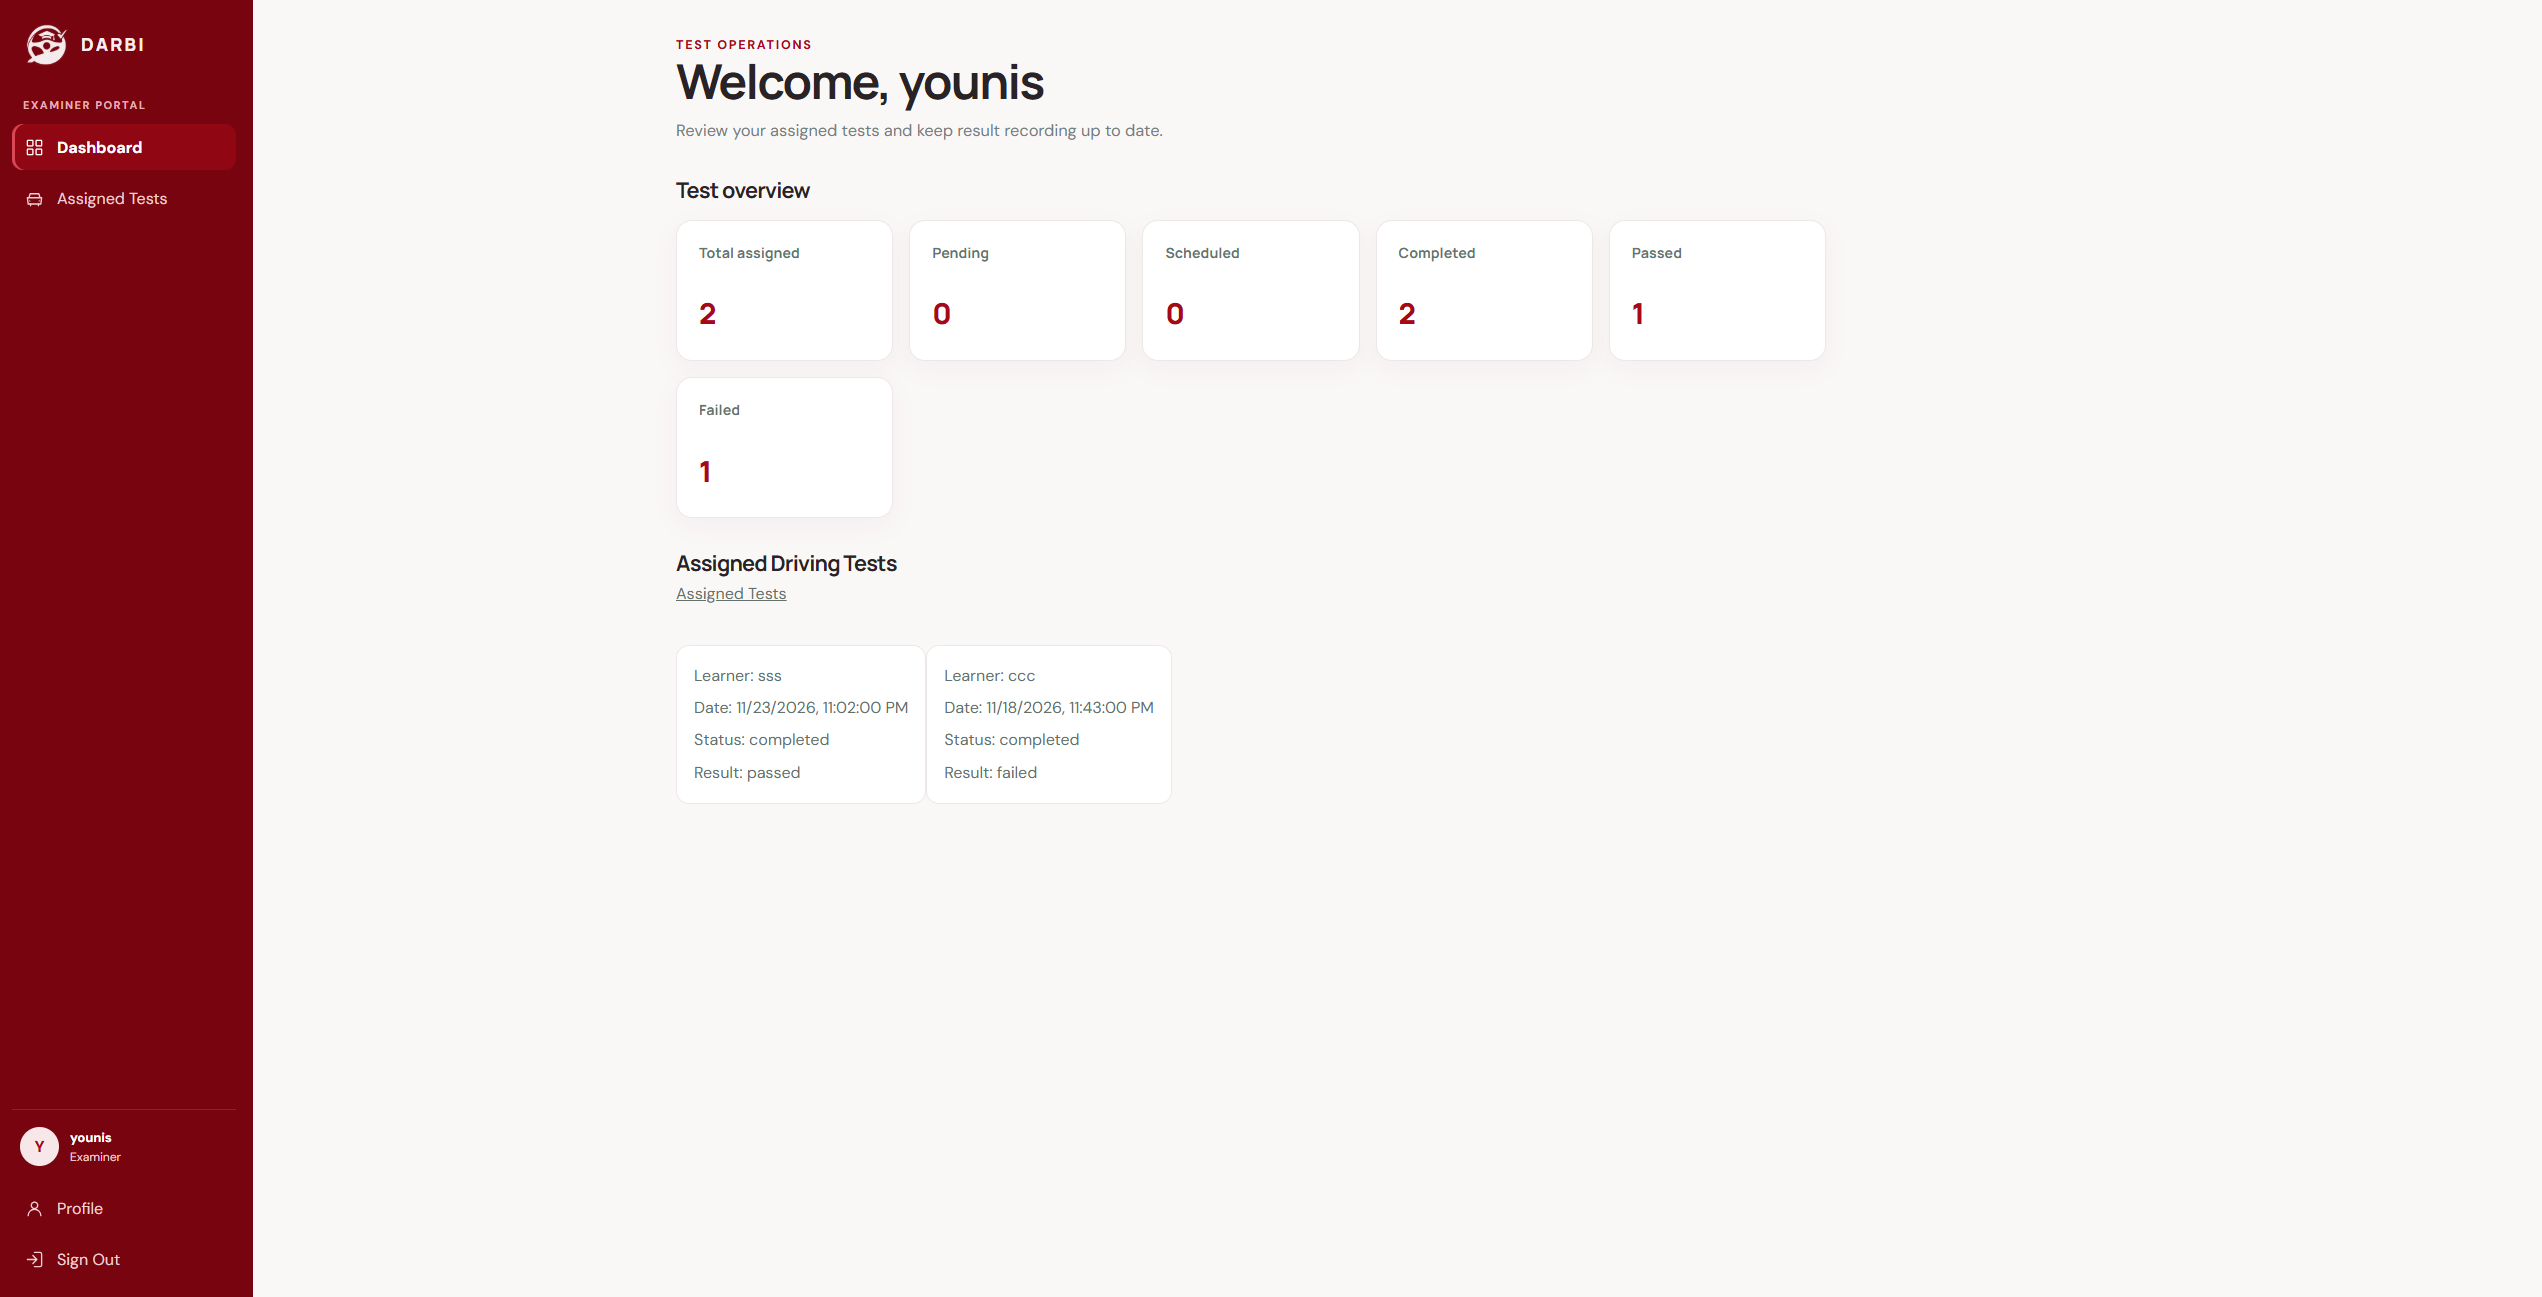 DARBI
EXAMINER PORTAL
Dashboard
Assigned Tests
younis
Y
Examiner
Profile
Sign Out
TEST OPERATIONS
Welcome, younis
Review your assigned tests and keep result recording up to date.
Test overview
Total assigned
2
Pending
0
Scheduled
0
Completed
2
Passed
1
Failed
1
Assigned Driving Tests
Assigned Tests
Learner: sss
Date: 11/23/2026, 11:02:00 PM
Status: completed
Result: passed
Learner: ccc
Date: 11/18/2026, 11:43:00 PM
Status: completed
Result: failed